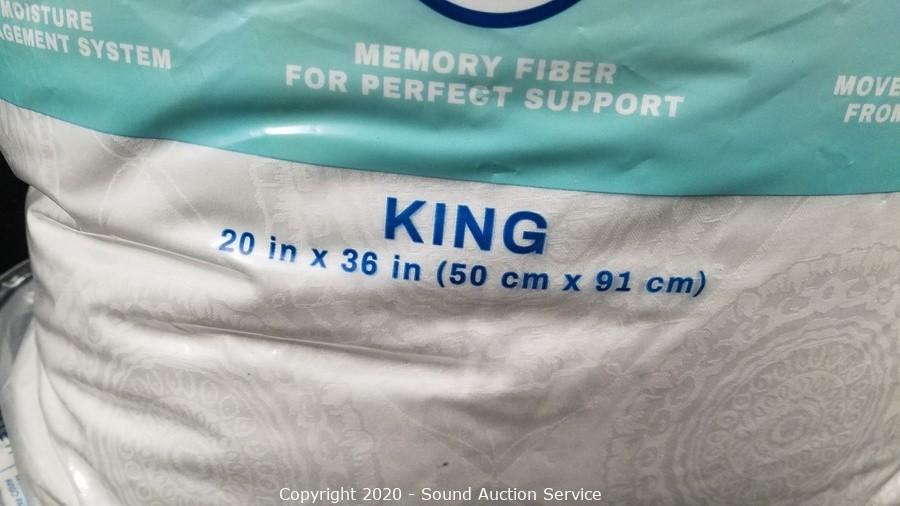 MOISTURE
GEMENT SYSTEM
MEMORY FIBER
FOR PERFECT SUPPORT
MOVE
FROM
KING
20 in x 36 in (50 cm x 91 cm)
Copyright 2020 - Sound Auction Service